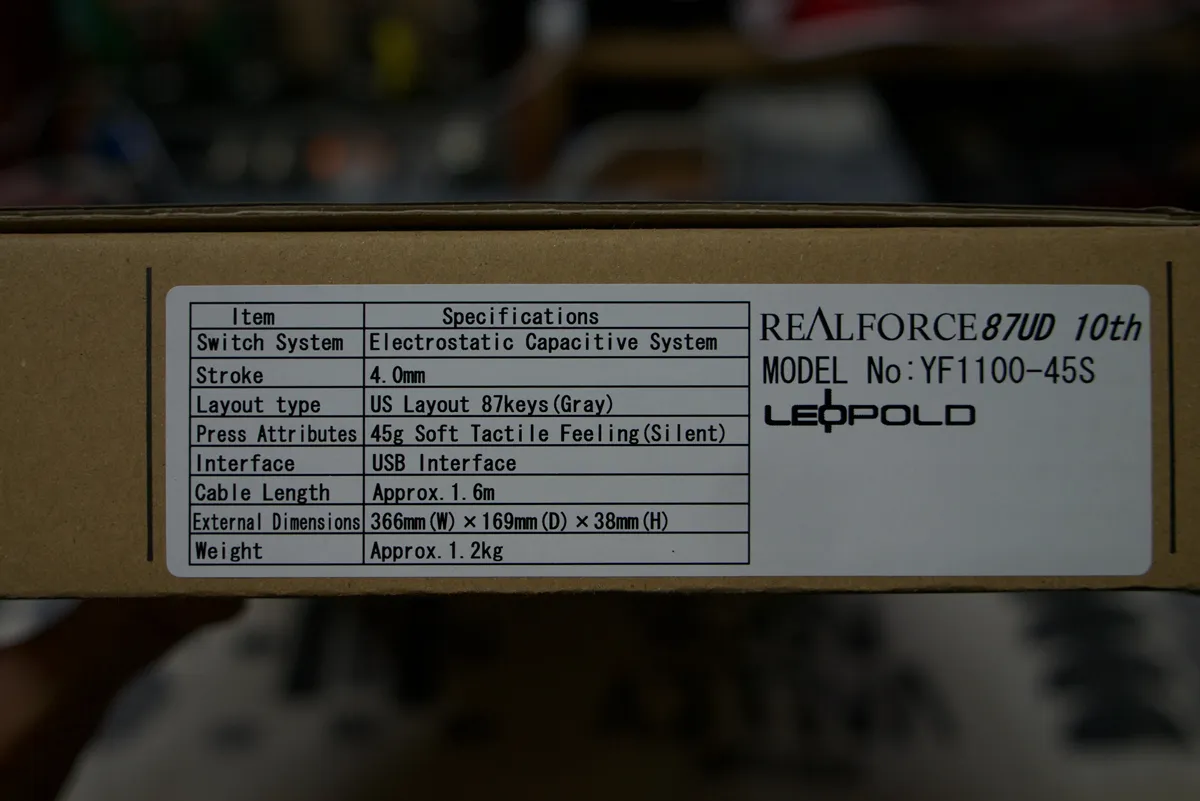 Item Specifications
Switch System Electrostatic Capacitive System
Stroke 4.0mm
Layout type US Layout 87keys(Gray)
Press Attributes 45g Soft Tactile Feeling(Silent)
Interface USB Interface
Cable Length Approx.1.6m
External Dimensions 366mm(W)×169mm(D)×38mm(H)
Weight Approx.1.2kg
REALFORCE87UD 10th
MODEL No:YF1100-45S
LEOPOLD